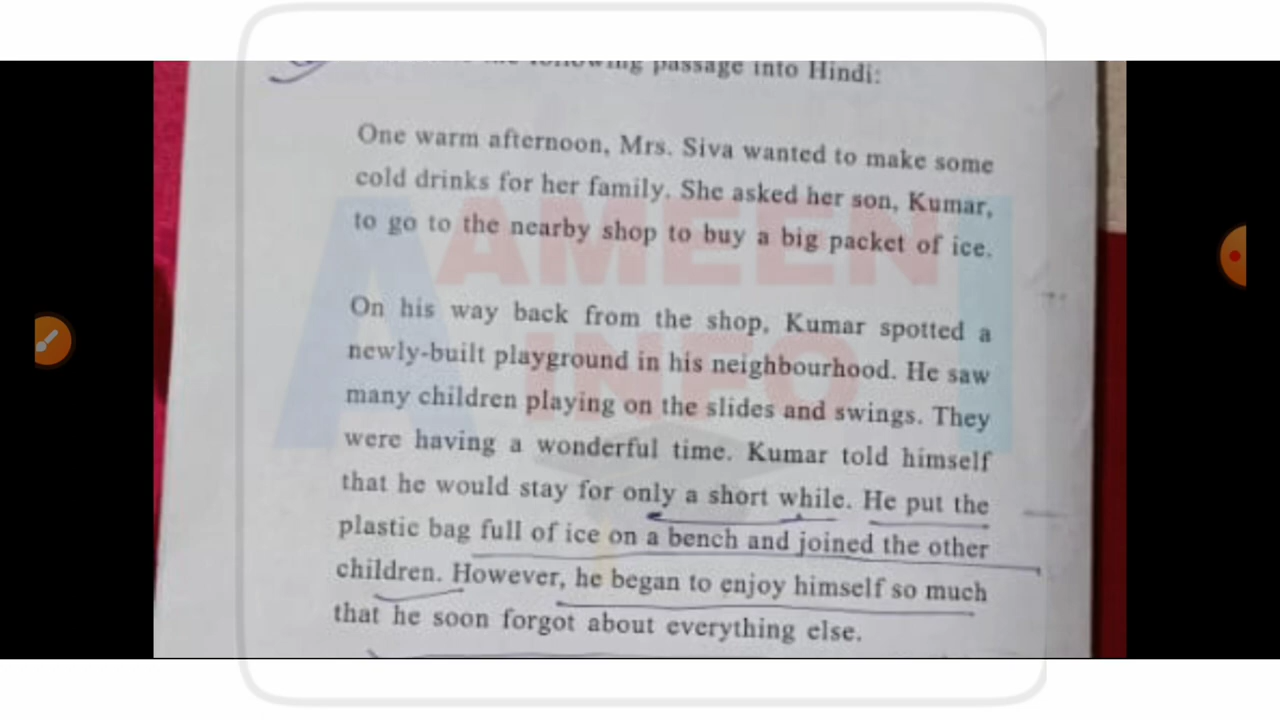 following passage into Hindi:
One warm afternoon, Mrs. Siva wanted to make some
cold drinks for her family. She asked her son, Kumar,
to go to the nearby shop to buy a big packet of ice.
On his way back from the shop, Kumar spotted a
newly-built playground in his neighbourhood. He saw
many children playing on the slides and swings. They
were having a wonderful time. Kumar told himself
that he would stay for only a short while. He put the
plastic bag full of ice on a bench and joined the other
children. However, he began to enjoy himself so much
that he soon forgot about everything else.
AMEEN
INFO